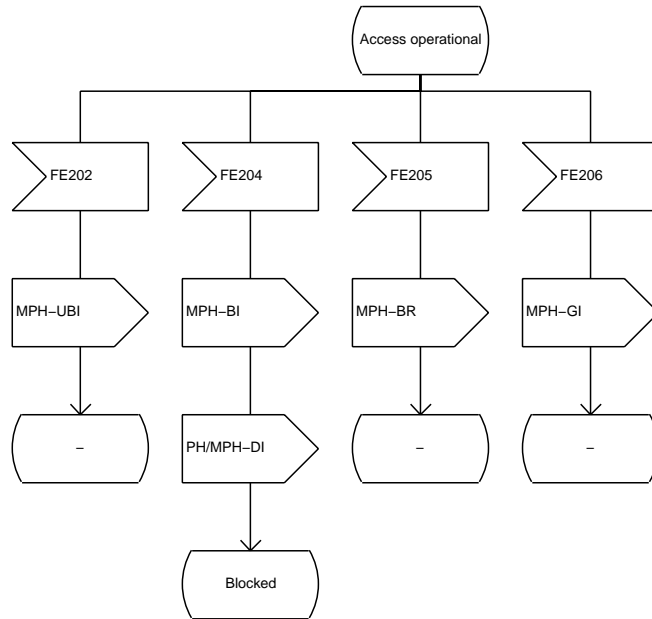 Access operational
FE202
FE204
FE205
FE206
MPH−UBI
MPH−BI
MPH−BR
MPH−GI
−
PH/MPH−DI
−
−
Blocked